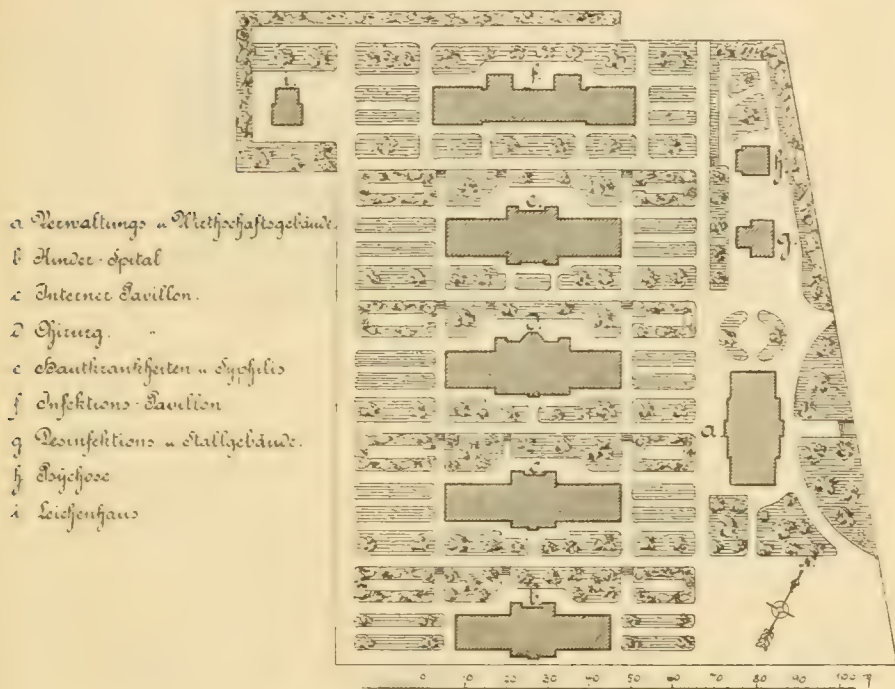 a Verwaltungs u Wirthschaftsgebäude.
b Kinder-Spital
c Interner Pavillon.
d Chirurg. "
e Hautkrankheiten u Syphilis
f Infektions-Pavillon
g Desinfektions u Stallgebäude.
h Psychose
i Leichenhaus
i.
f.
h
e.
g.
d.
a
c.
b.
0 10 20 30 40 50 60 70 80 90 100 m